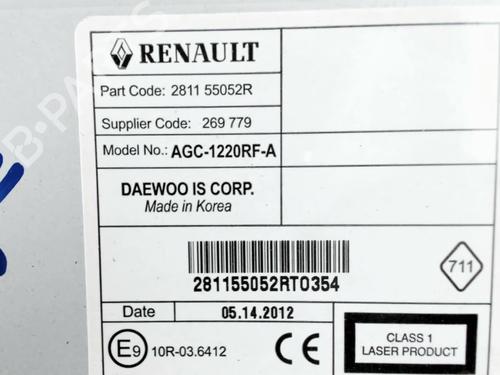 RENAULT
Part Code: 2811 55052R
Supplier Code: 269 779
Model No.: AGC-1220RF-A
DAEWOO IS CORP.
Made in Korea
281155052RT0354
711
Date 05.14.2012
E9 10R-03.6412 CE
CLASS 1
LASER PRODUCT
B-PARTS